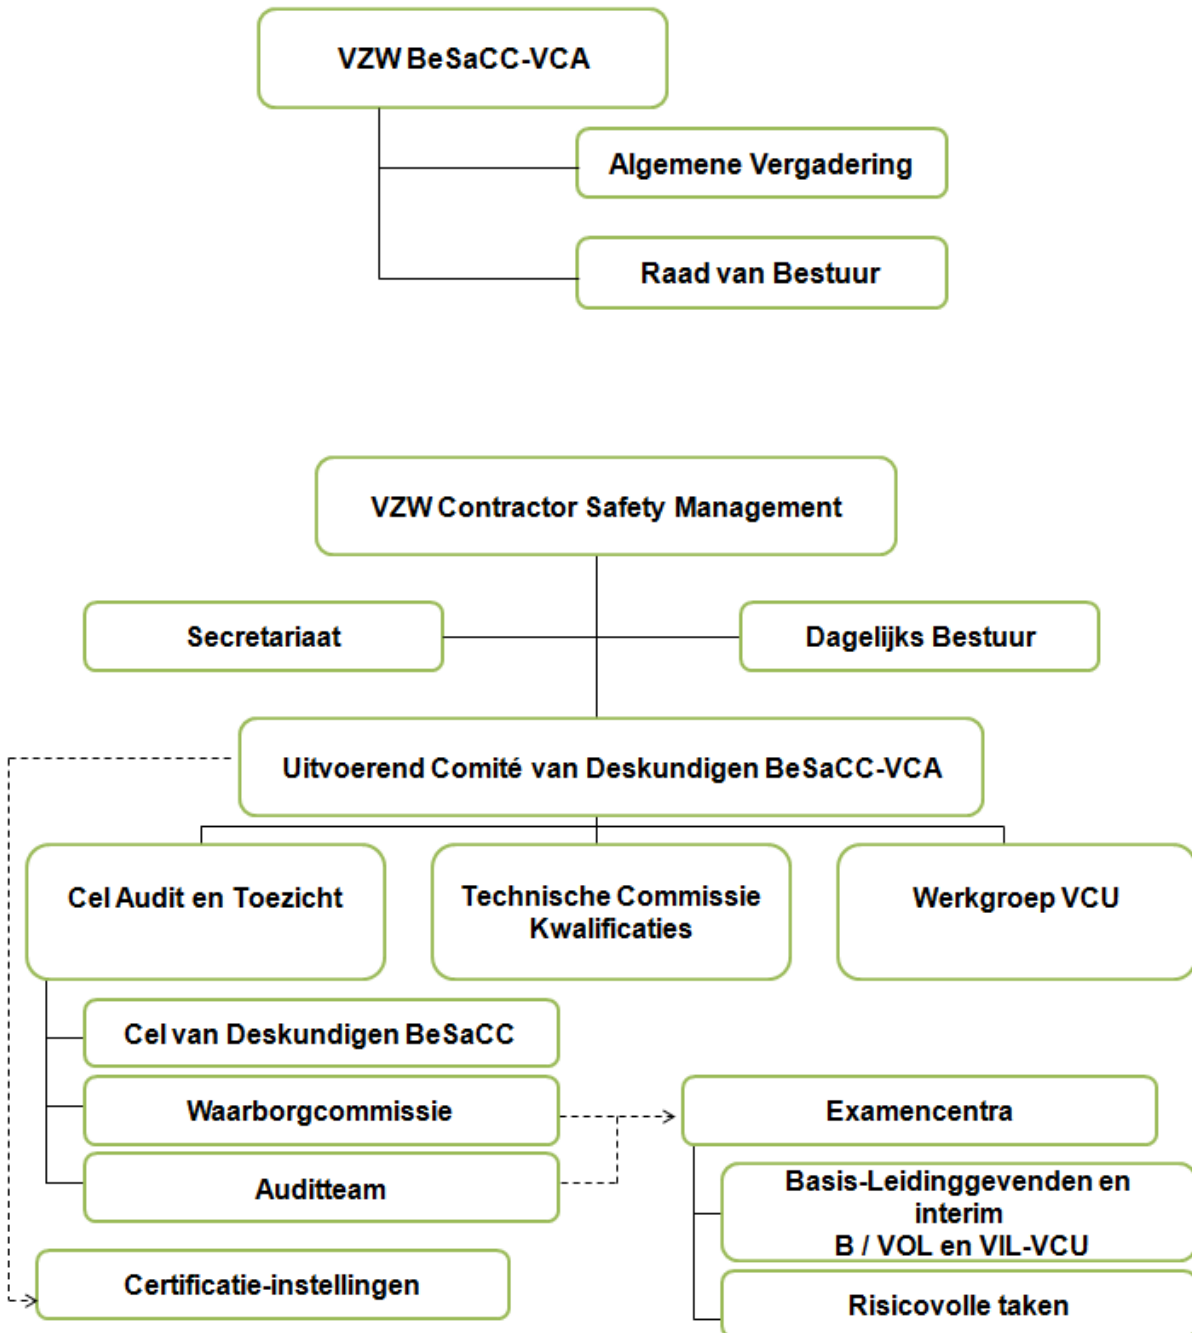 VZW BeSaCC-VCA
Algemene Vergadering
Raad van Bestuur
VZW Contractor Safety Management
Secretariaat
Dagelijks Bestuur
Uitvoerend Comité van Deskundigen BeSaCC-VCA
Cel Audit en Toezicht
Technische Commissie
Kwalificaties
Werkgroep VCU
Cel van Deskundigen BeSaCC
Waarborgcommissie
Auditteam
Certificatie-instellingen
Examencentra
Basis-Leidinggevenden en
interim
B / VOL en VIL-VCU
Risicovolle taken